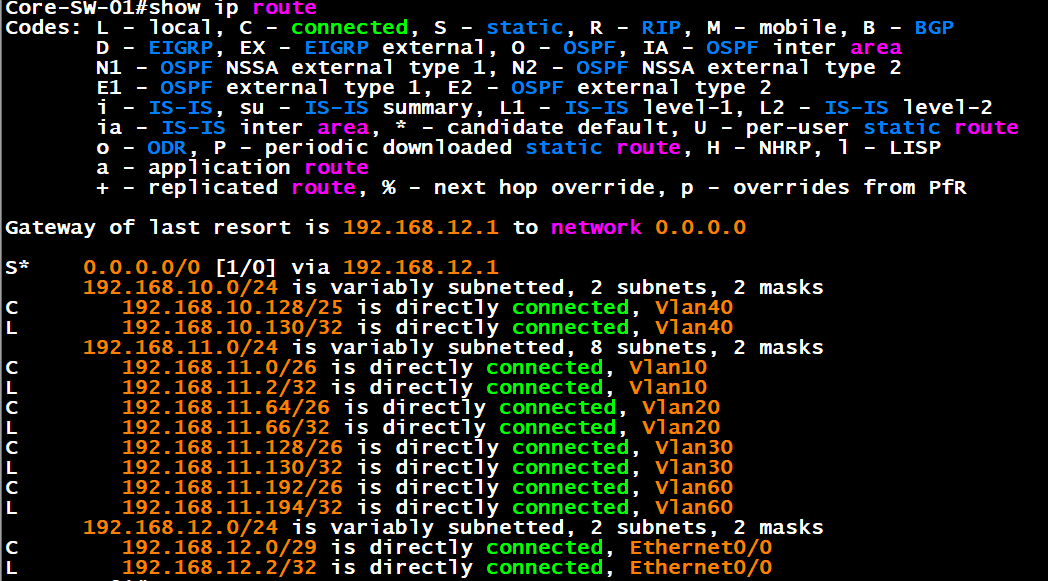 Core-SW-01#show ip route
Codes: L - local, C - connected, S - static, R - RIP, M - mobile, B - BGP
D - EIGRP, EX - EIGRP external, O - OSPF, IA - OSPF inter area
N1 - OSPF NSSA external type 1, N2 - OSPF NSSA external type 2
E1 - OSPF external type 1, E2 - OSPF external type 2
i - IS-IS, su - IS-IS summary, L1 - IS-IS level-1, L2 - IS-IS level-2
ia - IS-IS inter area, * - candidate default, U - per-user static route
o - ODR, P - periodic downloaded static route, H - NHRP, l - LISP
a - application route
+ - replicated route, % - next hop override, p - overrides from PfR
Gateway of last resort is 192.168.12.1 to network 0.0.0.0
S* 0.0.0.0/0 [1/0] via 192.168.12.1
192.168.10.0/24 is variably subnetted, 2 subnets, 2 masks
C 192.168.10.128/25 is directly connected, Vlan40
L 192.168.10.130/32 is directly connected, Vlan40
192.168.11.0/24 is variably subnetted, 8 subnets, 2 masks
C 192.168.11.0/26 is directly connected, Vlan10
L 192.168.11.2/32 is directly connected, Vlan10
C 192.168.11.64/26 is directly connected, Vlan20
L 192.168.11.66/32 is directly connected, Vlan20
C 192.168.11.128/26 is directly connected, Vlan30
L 192.168.11.130/32 is directly connected, Vlan30
C 192.168.11.192/26 is directly connected, Vlan60
L 192.168.11.194/32 is directly connected, Vlan60
192.168.12.0/24 is variably subnetted, 2 subnets, 2 masks
C 192.168.12.0/29 is directly connected, Ethernet0/0
L 192.168.12.2/32 is directly connected, Ethernet0/0